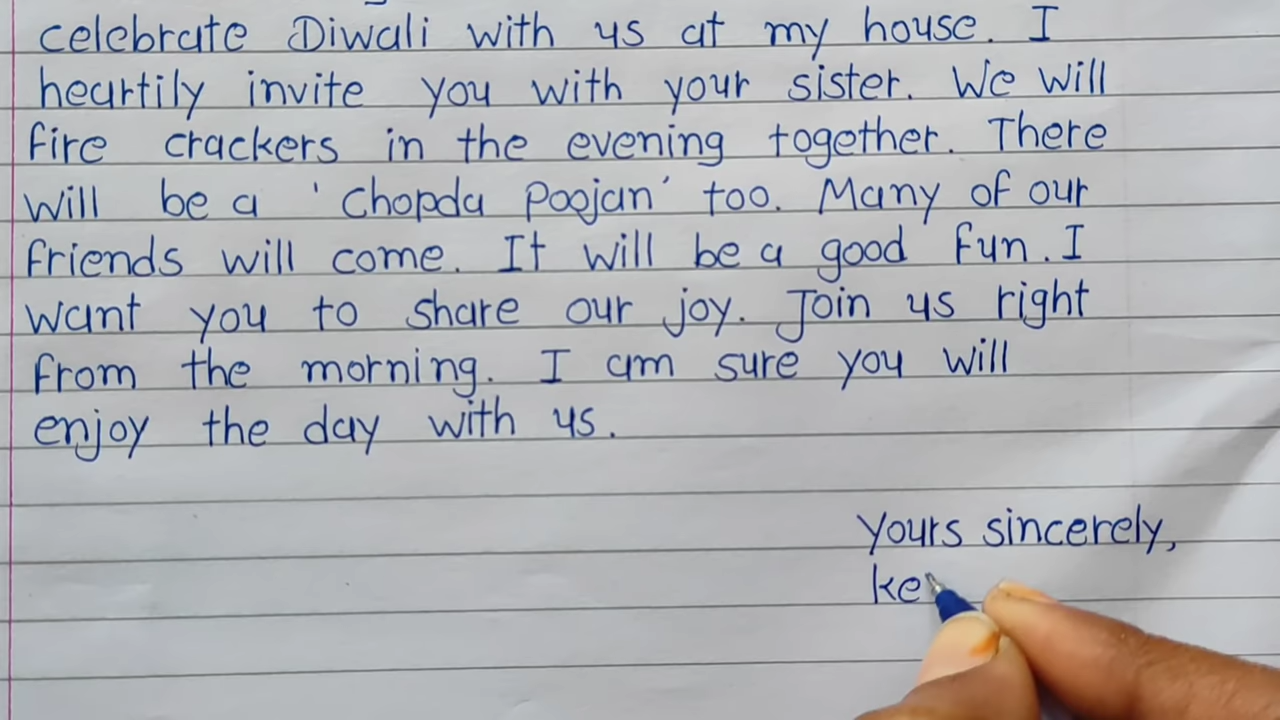 celebrate Diwali with us at my house. I
heartily invite you with your sister. We will
fire crackers in the evening together. There
will be a 'Chopda Poojan' too. Many of our
friends will come. It will be a good fun. I
want you to share our joy. Join us right
from the morning. I am sure you will
enjoy the day with us.
Yours sincerely,
ke